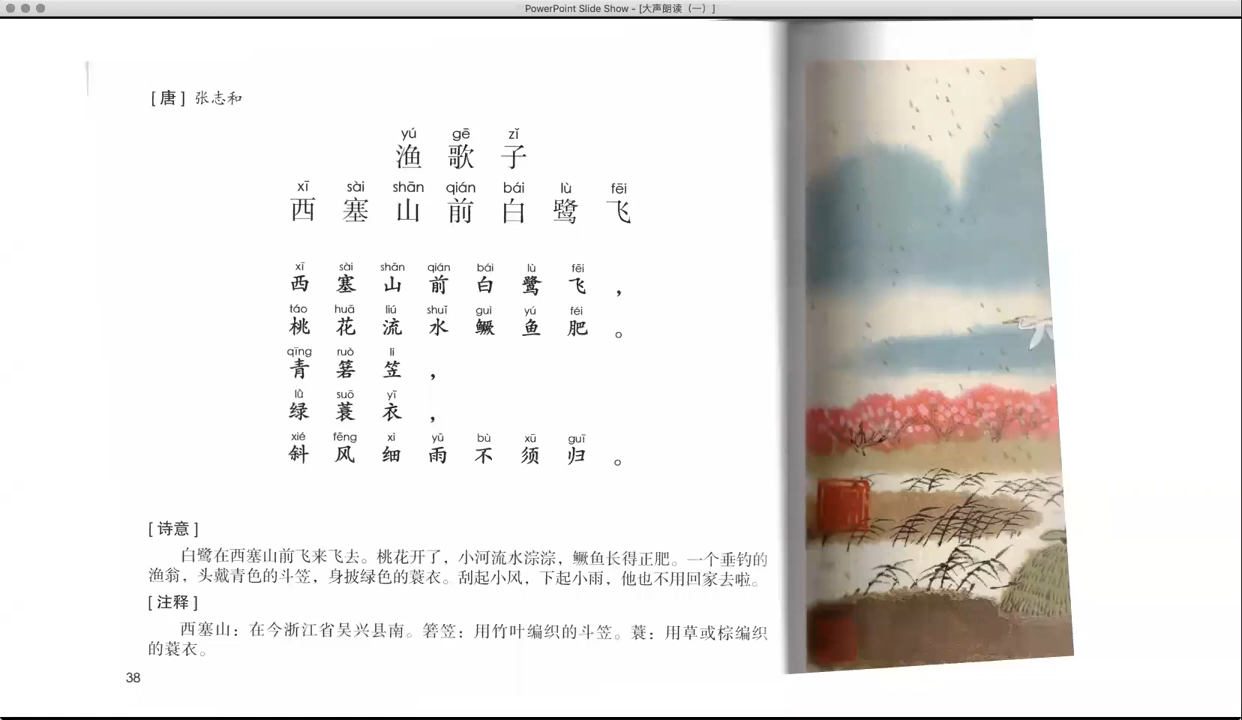 PowerPoint Slide Show - [大声朗读（一）]
[唐] 张志和
yú gē zǐ
渔 歌 子
xī sài shān qián bái lù fēi
西 塞 山 前 白 鹭 飞
xī sài shān qián bái lù fēi
西 塞 山 前 白 鹭 飞 ，
táo huā liú shuǐ guì yú féi
桃 花 流 水 鳜 鱼 肥 。
qīng ruò lì
青 箬 笠 ，
lǜ suō yī
绿 蓑 衣 ，
xié fēng xì yǔ bù xū guī
斜 风 细 雨 不 须 归 。
[诗意]
白鹭在西塞山前飞来飞去。桃花开了，小河流水淙淙，鳜鱼长得正肥。一个垂钓的
渔翁，头戴青色的斗笠，身披绿色的蓑衣。刮起小风，下起小雨，他也不用回家去啦。
[注释]
西塞山：在今浙江省吴兴县南。箬笠：用竹叶编织的斗笠。蓑：用草或棕编织
的蓑衣。
38